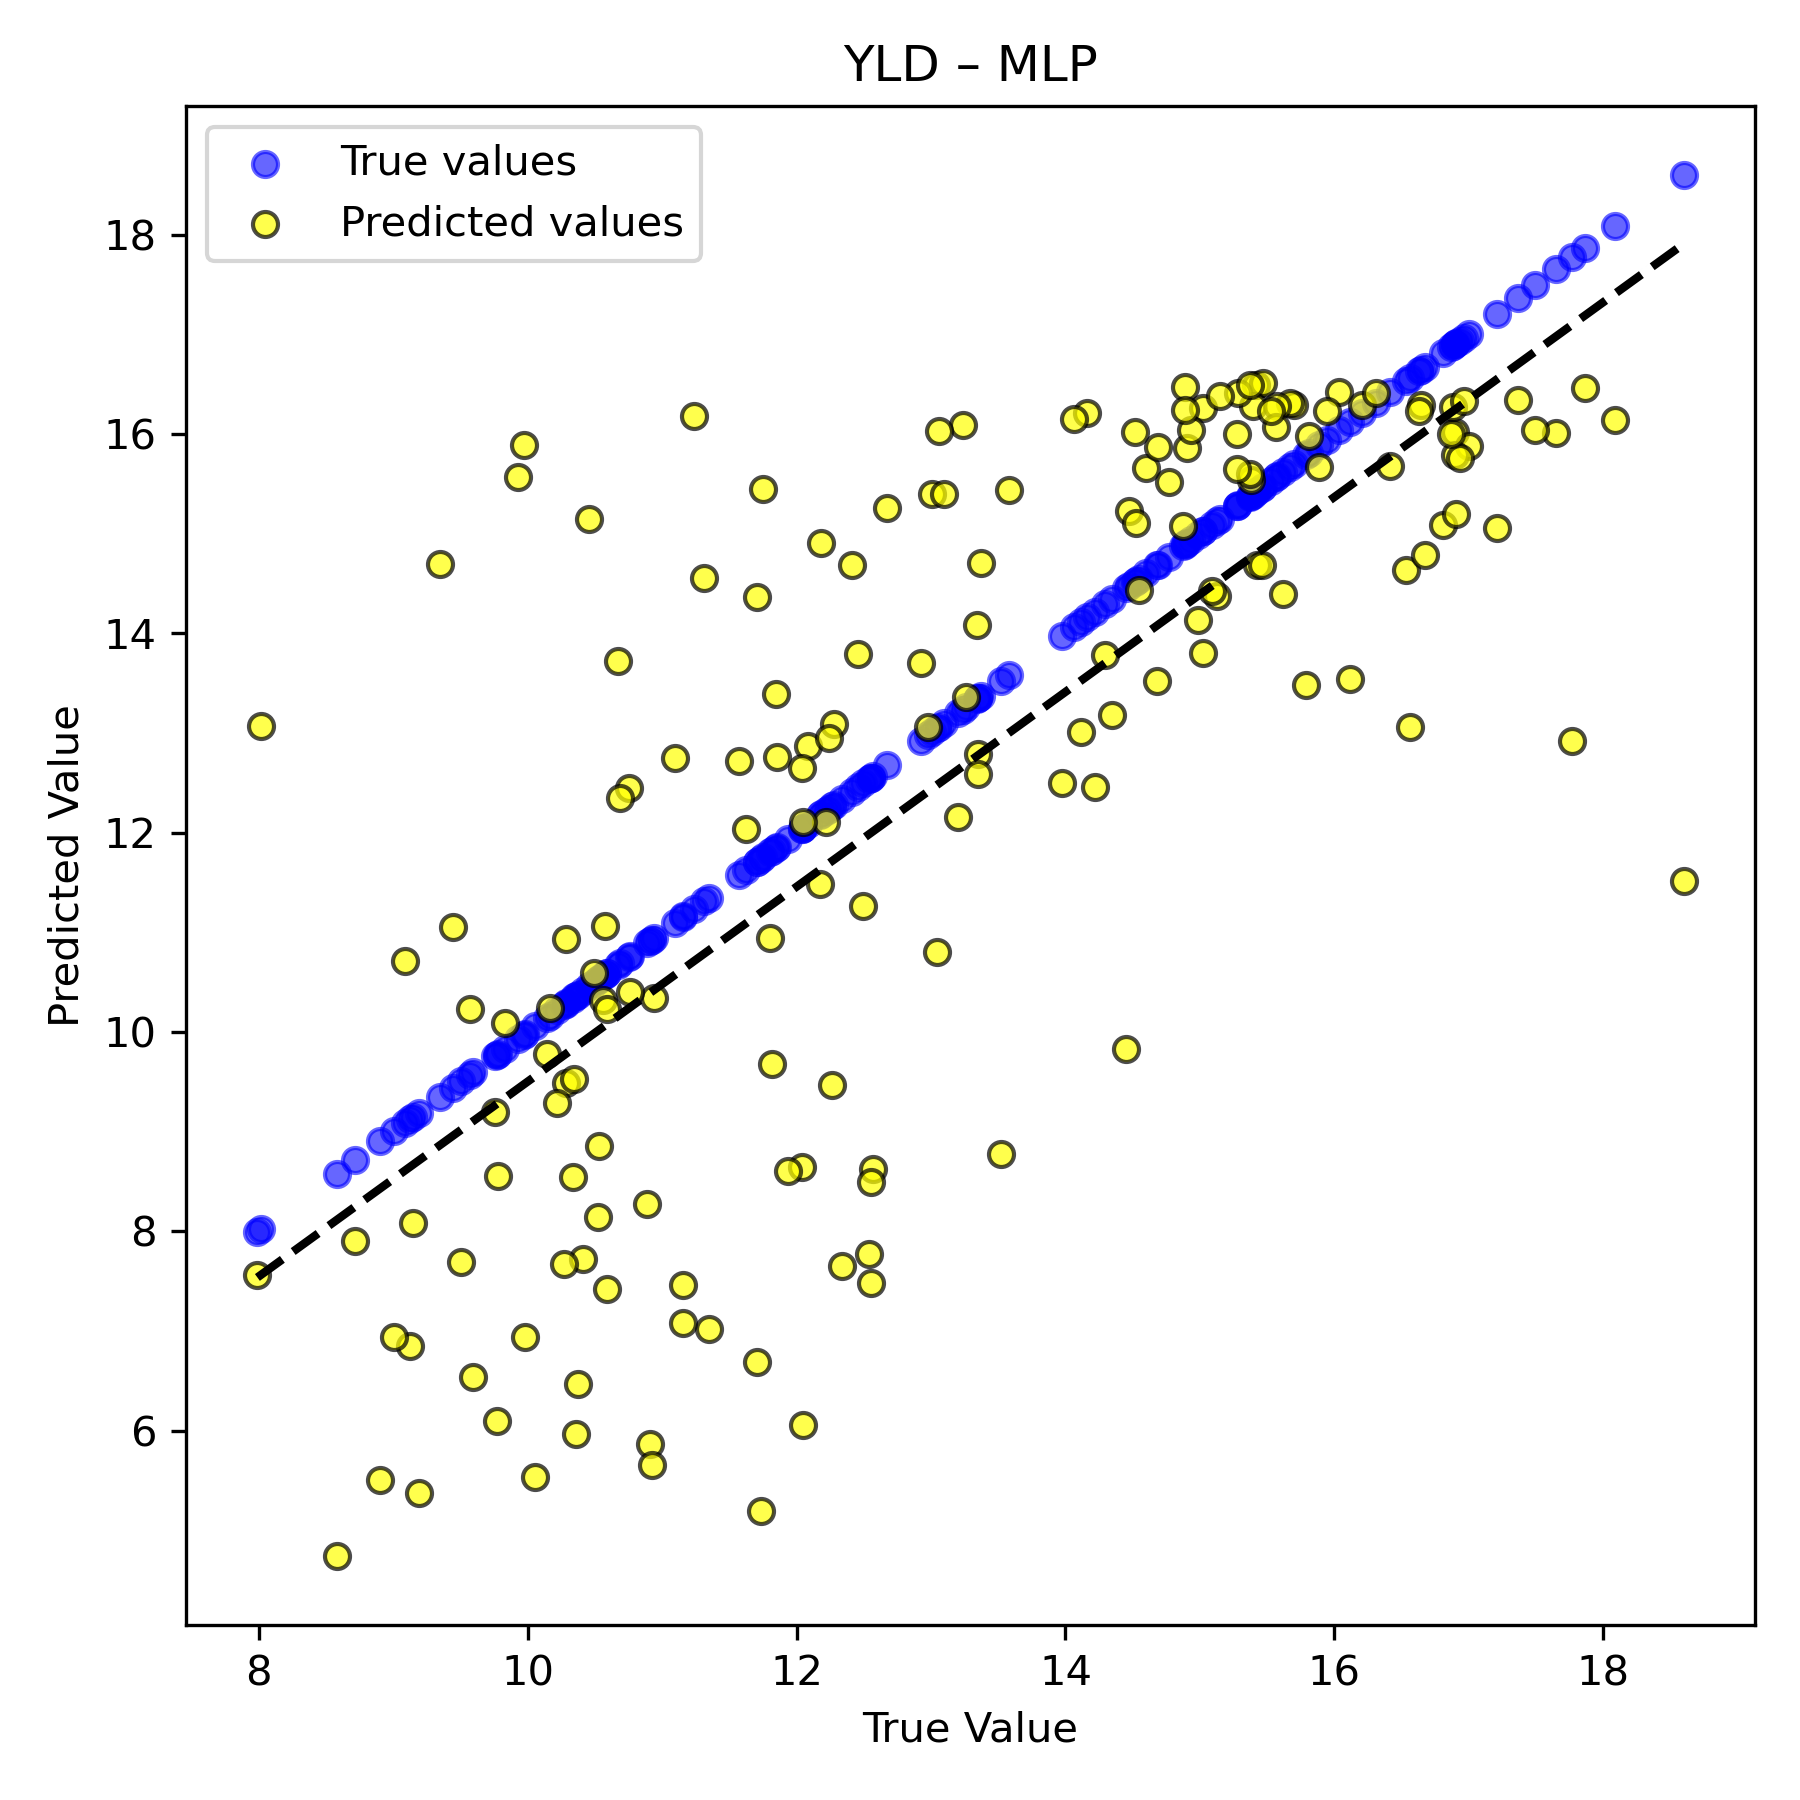 YLD – MLP
True values
Predicted values
Predicted Value
18
16
14
12
10
8
6
8 10 12 14 16 18
True Value